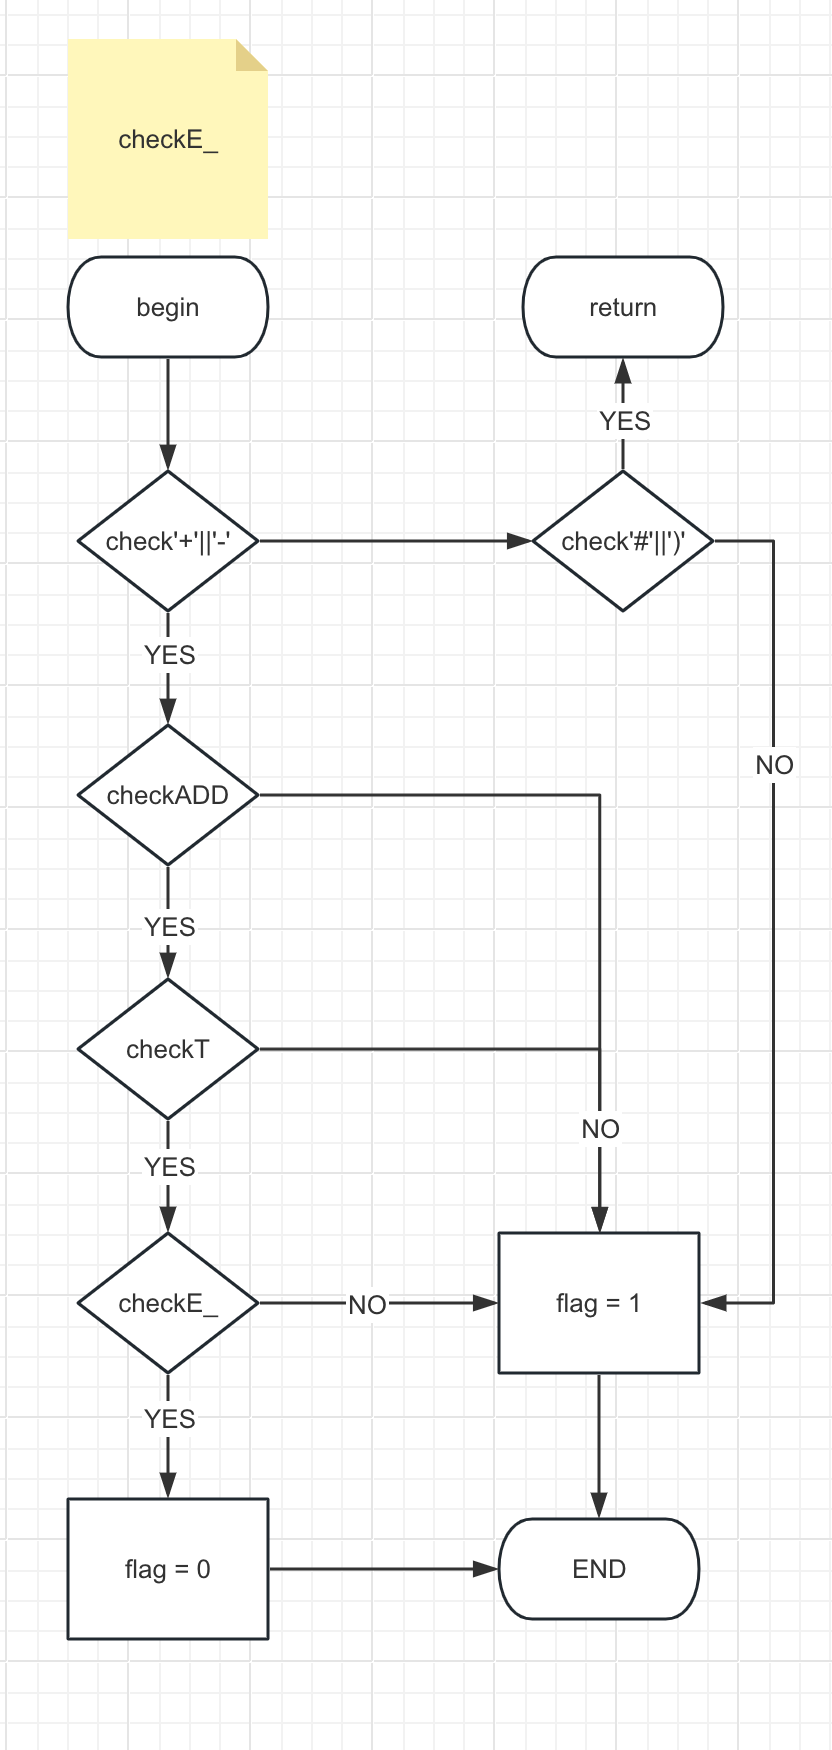 checkE_
begin
return
YES
check'+'||'-'
check'#'||')'
YES
NO
checkADD
YES
checkT
NO
YES
checkE_
NO
flag = 1
YES
flag = 0
END